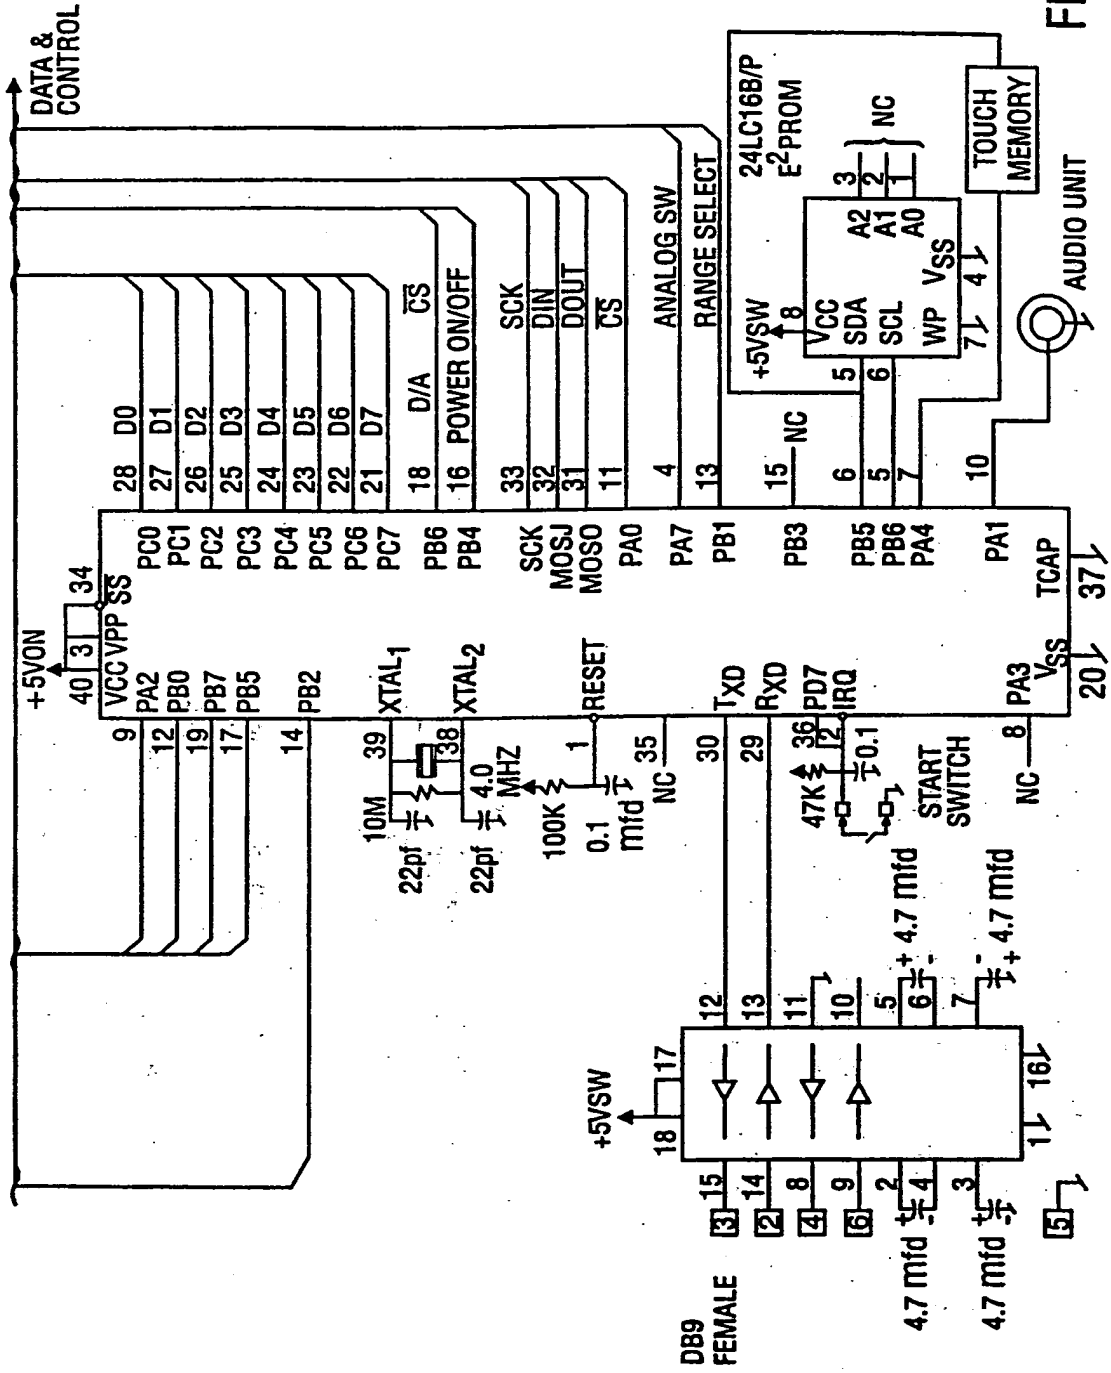 DATA &
CONTROL
+5VON
40 3 34
VCC VPP SS
28 D0
27 D1
26 D2
25 D3
24 D4
23 D5
22 D6
21 D7
18 D/A CS
16 POWER ON/OFF
33 SCK
32 DIN
31 DOUT
11 CS
4 ANALOG SW
13 RANGE SELECT
15 NC
6
5
7
10
PC0
PC1
PC2
PC3
PC4
PC5
PC6
PC7
PB6
PB4
SCK
MOSJ
MOSO
PA0
PA7
PB1
PB3
PB5
PB6
PA4
PA1
TCAP
37
VSS
20
9 PA2
12 PB0
19 PB7
17 PB5
14 PB2
39 XTAL1
38 XTAL2
10M
22pf
22pf
4.0
MHZ
1 RESET
100K
0.1
mfd
NC 35
30 TXD
29 RXD
36 PD7
2 IRQ
47K
0.1
START
SWITCH
NC 8 PA3
24LC16B/P
E2PROM
+5VSW
8
VCC
5 SDA
6 SCL
WP
7
VSS
4
A2 3
A1 2
A0 1
NC
TOUCH
MEMORY
AUDIO UNIT
FI
+5VSW
18 17
3 15 12
2 14 13
4 8 11
6 9 10
2 5
4 6
3 7
4.7 mfd + -
4.7 mfd + -
+ 4.7 mfd -
+ 4.7 mfd -
1 16
5
DB9
FEMALE